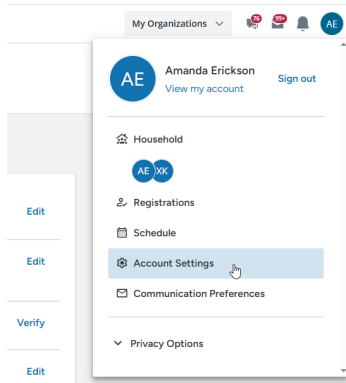 My Organizations
76
99+
AE
AE
Amanda Erickson
View my account
Sign out
Household
AE XK
Registrations
Schedule
Account Settings
Communication Preferences
Privacy Options
Edit
Edit
Verify
Edit